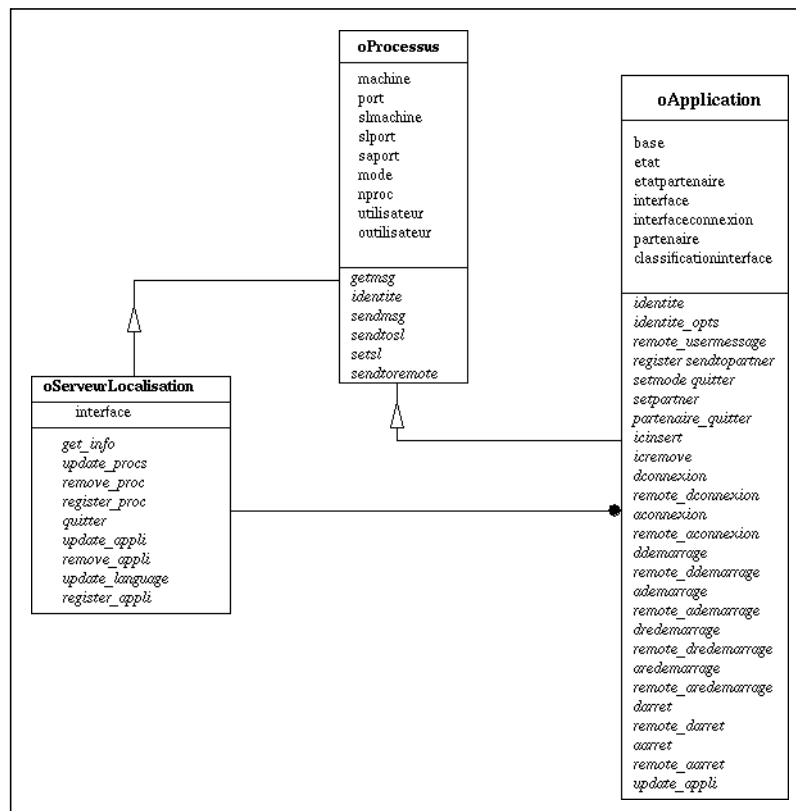 oProcessus
machine
port
slmachine
slport
saport
mode
nproc
utilisateur
outilisateur
getmsg
identite
sendmsg
sendtosl
setsl
sendtoremote
oApplication
base
etat
etatpartenaire
interface
interfaceconnexion
partenaire
classificationinterface
identite
identite_opts
remote_usermessage
register sendtopartner
setmode quitter
setpartner
partenaire_quitter
icinsert
icremove
dconnexion
remote_dconnexion
aconnexion
remote_aconnexion
ddemarrage
remote_ddemarrage
ademarrage
remote_ademarrage
dredemarrage
remote_dredemarrage
aredemarrage
remote_aredemarrage
darret
remote_darret
aarret
remote_aarret
update_appli
oServeurLocalisation
interface
get_info
update_procs
remove_proc
register_proc
quitter
update_appli
remove_appli
update_language
register_appli